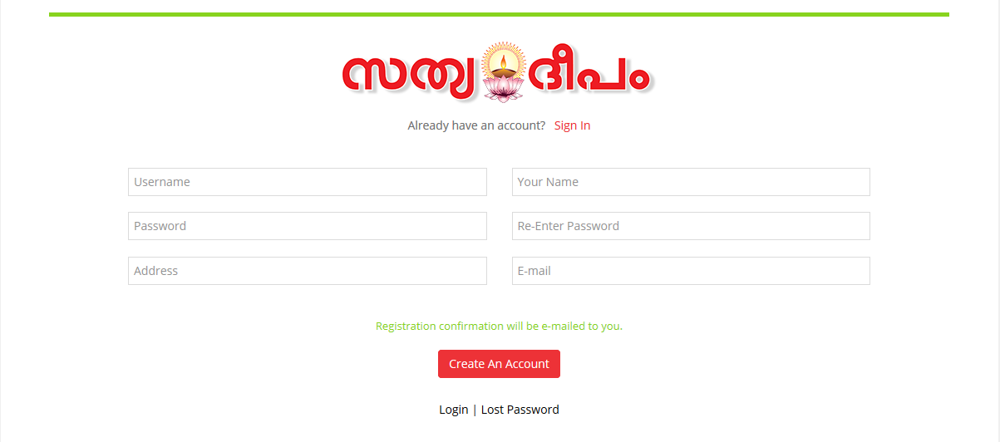 സത്യദീപം
Already have an account? Sign In
Username Your Name
Password Re-Enter Password
Address E-mail
Registration confirmation will be e-mailed to you.
Create An Account
Login | Lost Password